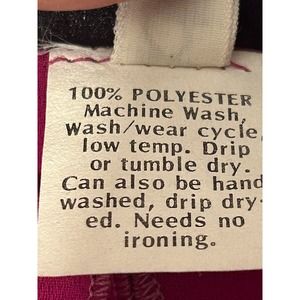 100% POLYESTER
Machine Wash,
Wash/wear cycle,
low temp. Drip
or tumble dry.
Can also be hand
washed, drip dry-
ed. Needs no
ironing.